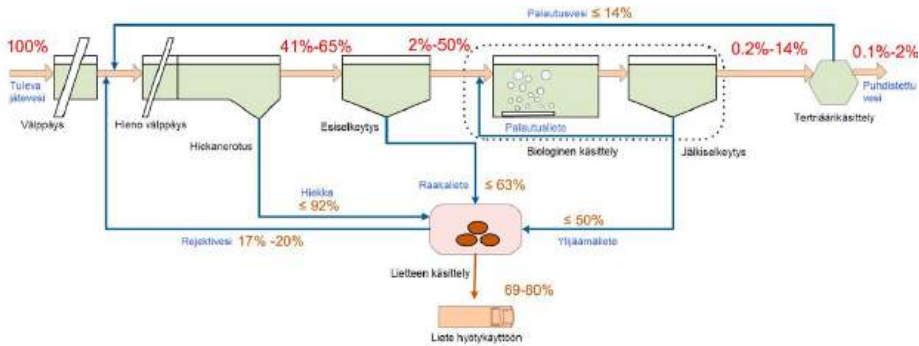 Palautusvesi ≤ 14%
100%
41%-65%
2%-50%
0.2%-14%
0.1%-2%
Tuleva
jätevesi
Puhdistettu
vesi
Välppäys
Hieno välppäys
Hiekanerotus
Esiselkeytys
Palautusliete
Biologinen käsittely
Jälkiselkeytys
Tertriäärikäsittely
Hiekka
≤ 92%
Raakaliete
≤ 63%
≤ 50%
Ylijäämäliete
Rejektivesi 17% -20%
Lietteen käsittely
69-80%
Liete hyötykäyttöön